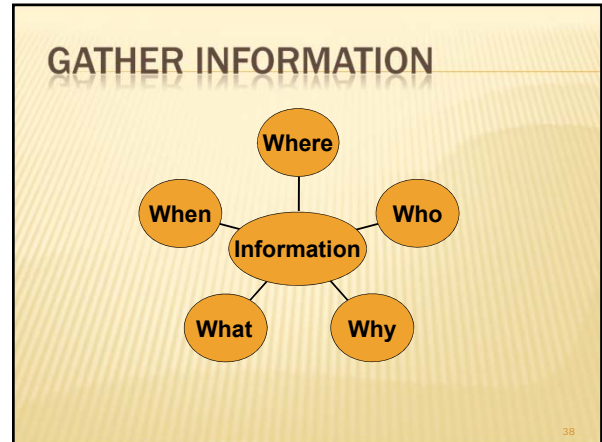 GATHER INFORMATION
Where
When
Who
Information
What
Why
38